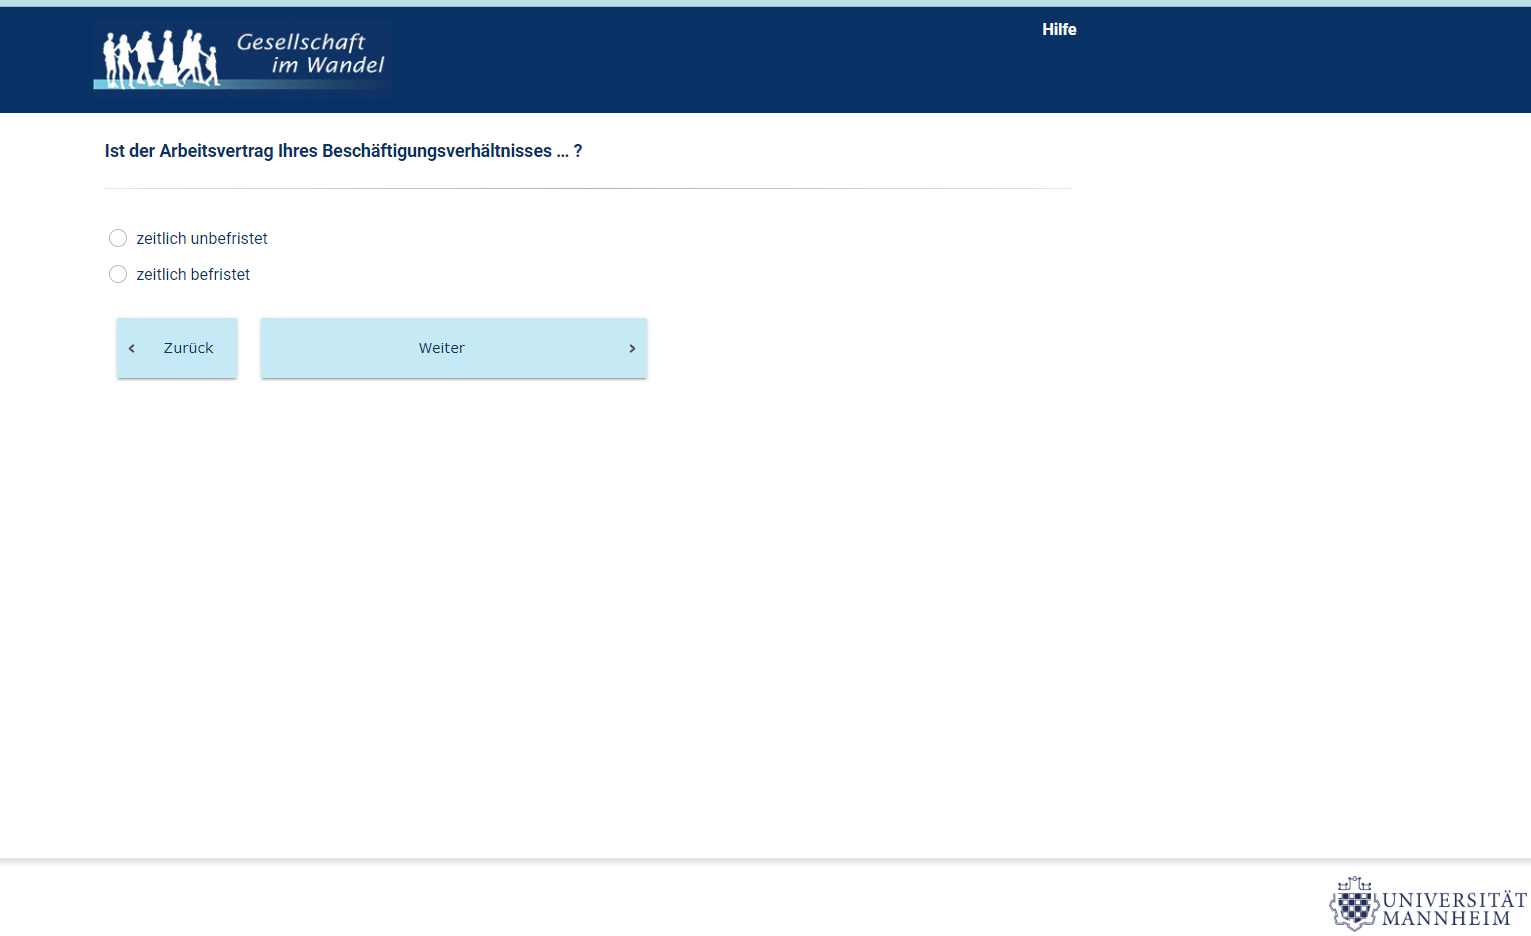 Gesellschaft
im Wandel
Hilfe
Ist der Arbeitsvertrag Ihres Beschäftigungsverhältnisses ... ?
zeitlich unbefristet
zeitlich befristet
‹ Zurück
Weiter ›
UNIVERSITÄT
MANNHEIM